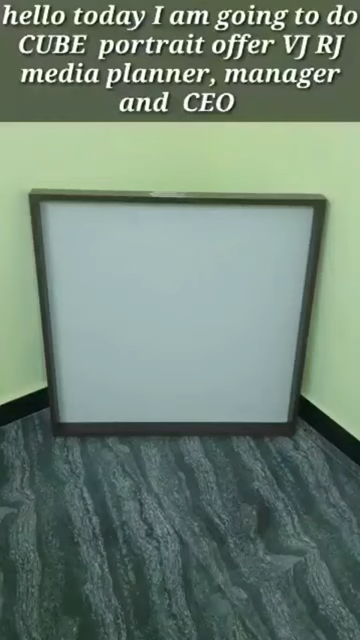 hello today I am going to do
CUBE portrait offer VJ RJ
media planner, manager
and CEO